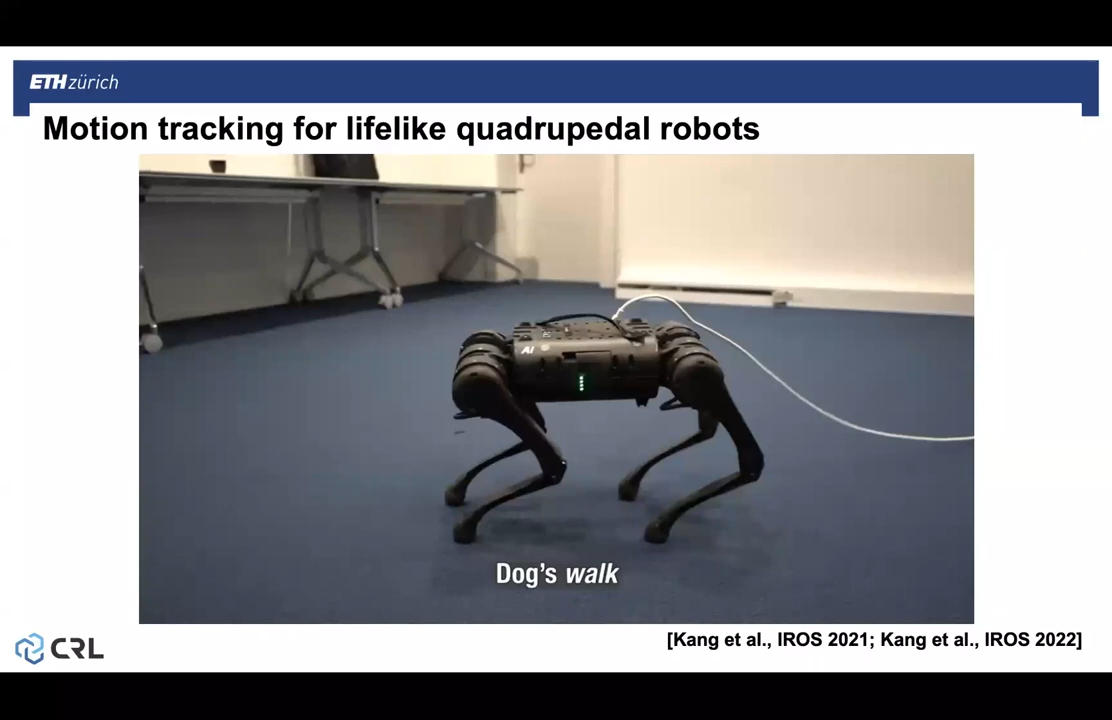 ETH zürich
Motion tracking for lifelike quadrupedal robots
AI
Dog's walk
CRL
[Kang et al., IROS 2021; Kang et al., IROS 2022]